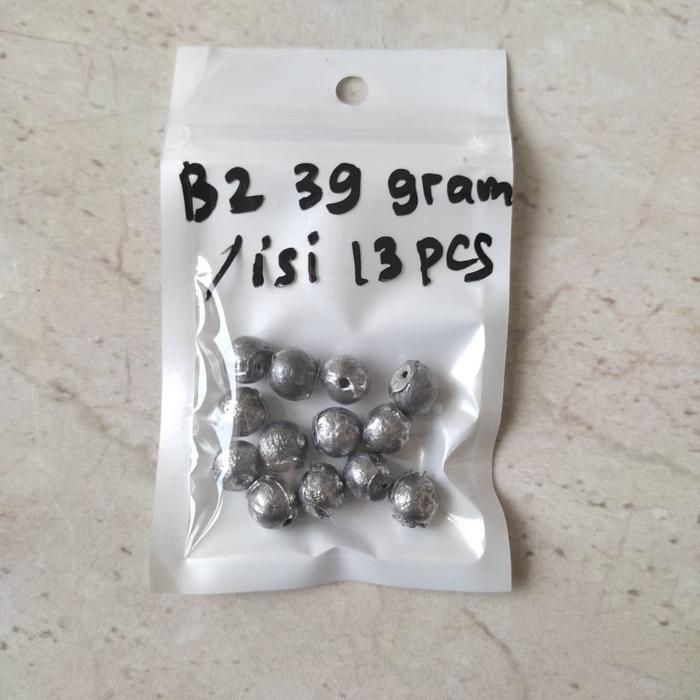 B2 39 gram
/isi 13 PCS